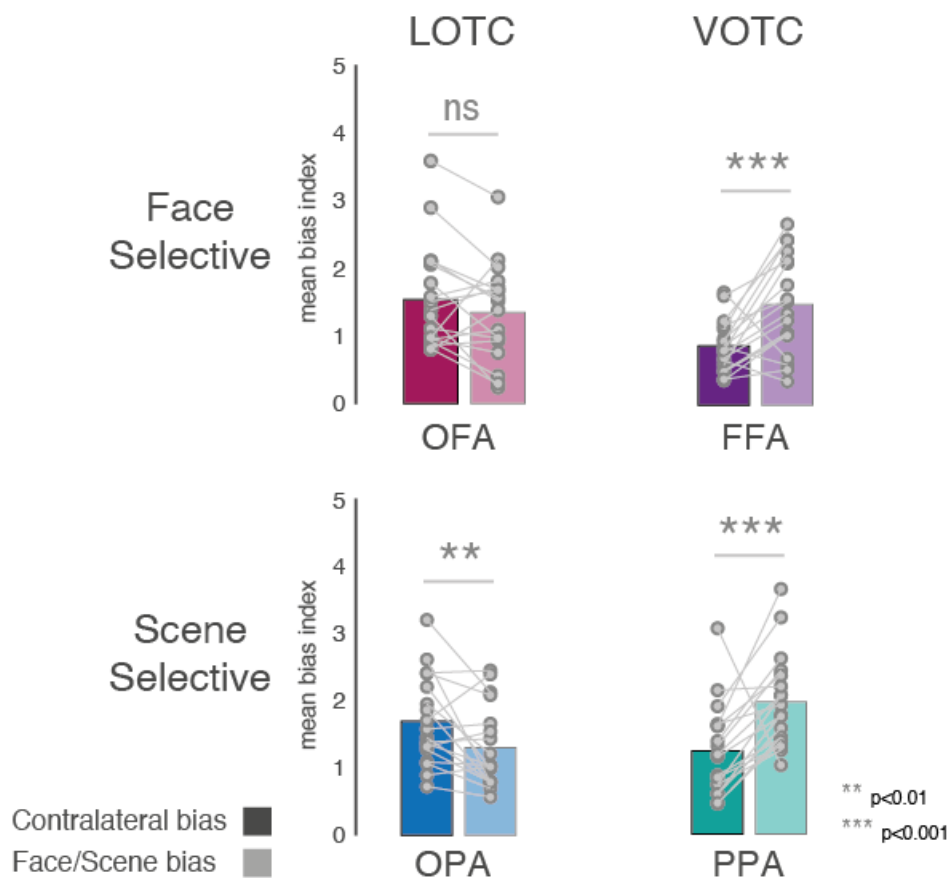 LOTC
VOTC
Face
Selective
mean bias index
5
4
3
2
1
0
ns
***
OFA
FFA
Scene
Selective
mean bias index
5
4
3
2
1
0
**
***
OPA
PPA
Contralateral bias
Face/Scene bias
** p<0.01
*** p<0.001